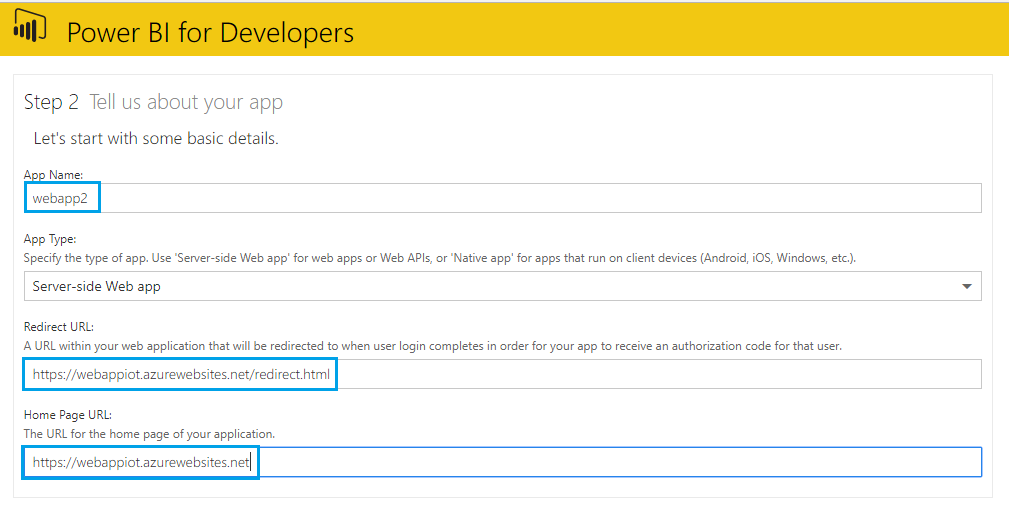 Power BI for Developers
Step 2 Tell us about your app
Let's start with some basic details.
App Name:
webapp2
App Type:
Specify the type of app. Use 'Server-side Web app' for web apps or Web APIs, or 'Native app' for apps that run on client devices (Android, iOS, Windows, etc.).
Server-side Web app
Redirect URL:
A URL within your web application that will be redirected to when user login completes in order for your app to receive an authorization code for that user.
https://webappiot.azurewebsites.net/redirect.html
Home Page URL:
The URL for the home page of your application.
https://webappiot.azurewebsites.net